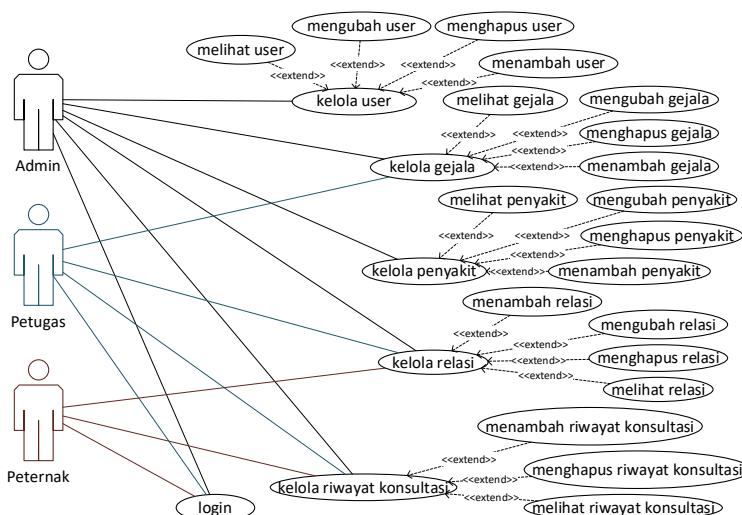 mengubah user
menghapus user
melihat user
<<extend>>
<<extend>>
<<extend>>
<<extend>>
menambah user
kelola user
melihat gejala
mengubah gejala
<<extend>>
<<extend>>
menghapus gejala
<<extend>>
kelola gejala
<<extend>>
menambah gejala
Admin
melihat penyakit
mengubah penyakit
<<extend>>
<<extend>>
<<extend>>
menghapus penyakit
kelola penyakit
<<extend>>
menambah penyakit
Petugas
menambah relasi
<<extend>>
mengubah relasi
<<extend>>
kelola relasi
<<extend>>
menghapus relasi
<<extend>>
melihat relasi
Peternak
menambah riwayat konsultasi
<<extend>>
<<extend>>
menghapus riwayat konsultasi
kelola riwayat konsultasi
<<extend>>
melihat riwayat konsultasi
login